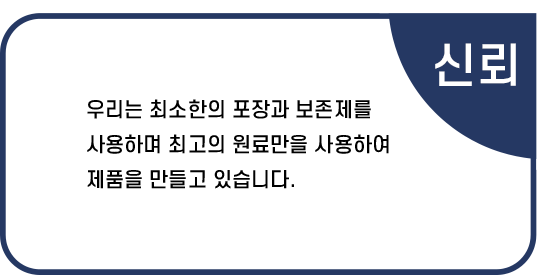 신뢰
우리는 최소한의 포장과 보존제를
사용하며 최고의 원료만을 사용하여
제품을 만들고 있습니다.